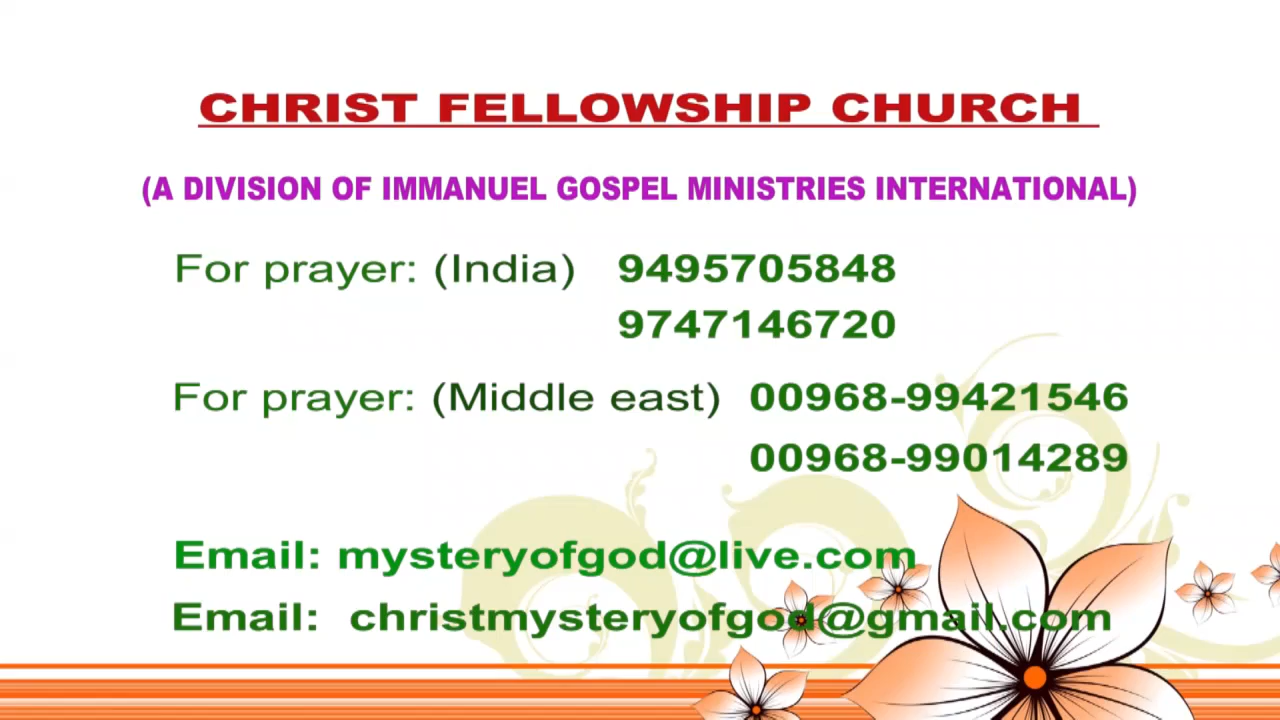 CHRIST FELLOWSHIP CHURCH
(A DIVISION OF IMMANUEL GOSPEL MINISTRIES INTERNATIONAL)
For prayer: (India) 9495705848
9747146720
For prayer: (Middle east) 00968-99421546
00968-99014289
Email: mysteryofgod@live.com
Email: christmysteryofgod@gmail.com